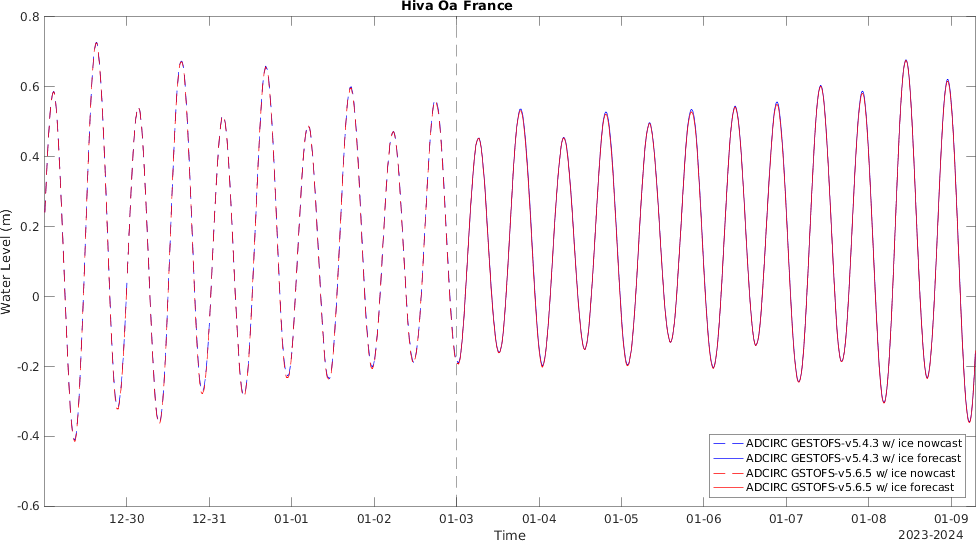 Hiva Oa France
0.8
0.6
0.4
0.2
0
-0.2
-0.4
-0.6
Water Level (m)
ADCIRC GESTOFS-v5.4.3 w/ ice nowcast
ADCIRC GESTOFS-v5.4.3 w/ ice forecast
ADCIRC GSTOFS-v5.6.5 w/ ice nowcast
ADCIRC GSTOFS-v5.6.5 w/ ice forecast
12-30 12-31 01-01 01-02 01-03 01-04 01-05 01-06 01-07 01-08 01-09
Time
2023-2024